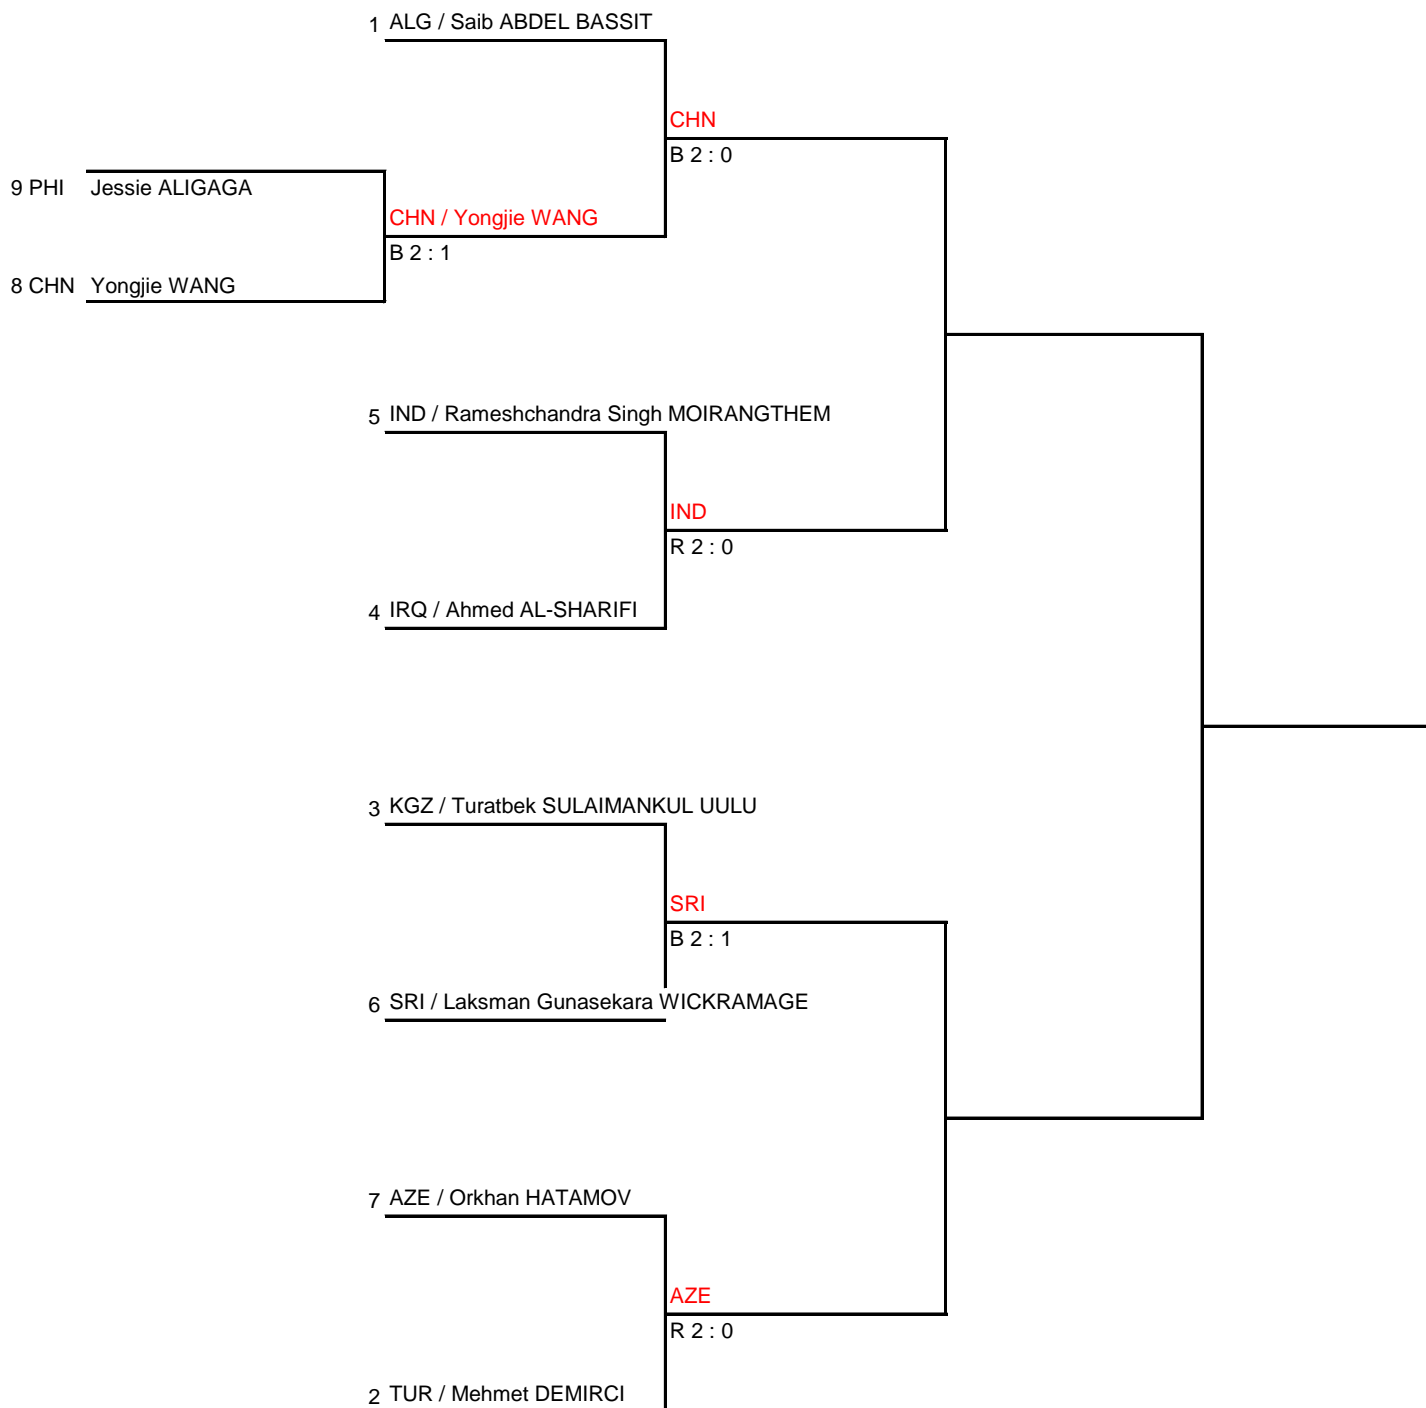 1 ALG / Saib ABDEL BASSIT
CHN
B 2 : 0
9 PHI Jessie ALIGAGA
CHN / Yongjie WANG
B 2 : 1
8 CHN Yongjie WANG
5 IND / Rameshchandra Singh MOIRANGTHEM
IND
R 2 : 0
4 IRQ / Ahmed AL-SHARIFI
3 KGZ / Turatbek SULAIMANKUL UULU
SRI
B 2 : 1
6 SRI / Laksman Gunasekara WICKRAMAGE
7 AZE / Orkhan HATAMOV
AZE
R 2 : 0
2 TUR / Mehmet DEMIRCI